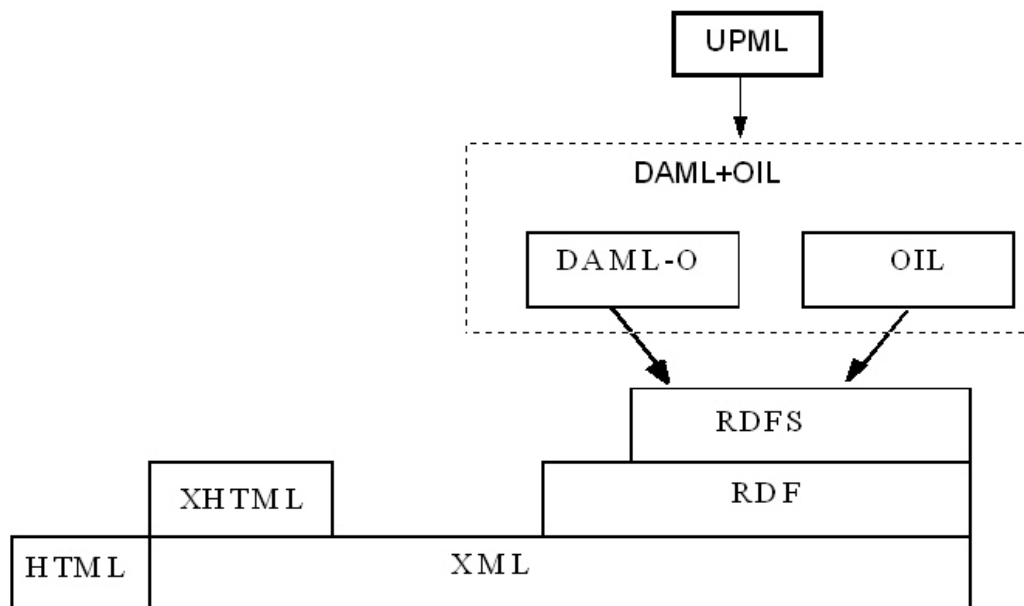 UPML
DAML+OIL
DAML-O
OIL
RDFS
XHTML
RDF
HTML
XML